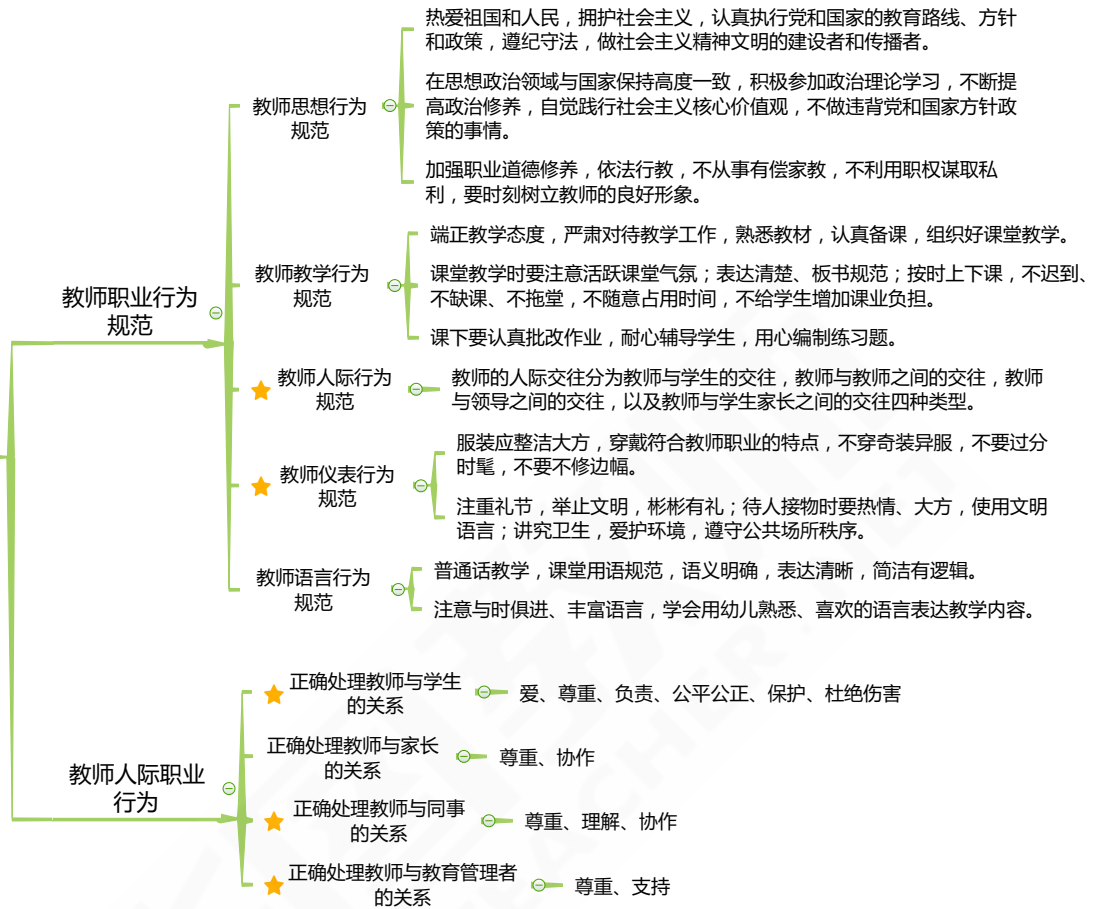 教师职业行为
规范
教师思想行为
规范
热爱祖国和人民，拥护社会主义，认真执行党和国家的教育路线、方针
和政策，遵纪守法，做社会主义精神文明的建设者和传播者。
在思想政治领域与国家保持高度一致，积极参加政治理论学习，不断提
高政治修养，自觉践行社会主义核心价值观，不做违背党和国家方针政
策的事情。
加强职业道德修养，依法行教，不从事有偿家教，不利用职权谋取私
利，要时刻树立教师的良好形象。
教师教学行为
规范
端正教学态度，严肃对待教学工作，熟悉教材，认真备课，组织好课堂教学。
课堂教学时要注意活跃课堂气氛；表达清楚、板书规范；按时上下课，不迟到、
不缺课、不拖堂，不随意占用时间，不给学生增加课业负担。
课下要认真批改作业，耐心辅导学生，用心编制练习题。
教师人际行为
规范
教师的人际交往分为教师与学生的交往，教师与教师之间的交往，教师
与领导之间的交往，以及教师与学生家长之间的交往四种类型。
教师仪表行为
规范
服装应整洁大方，穿戴符合教师职业的特点，不穿奇装异服，不要过分
时髦，不要不修边幅。
注重礼节，举止文明，彬彬有礼；待人接物时要热情、大方，使用文明
语言；讲究卫生，爱护环境，遵守公共场所秩序。
教师语言行为
规范
普通话教学，课堂用语规范，语义明确，表达清晰，简洁有逻辑。
注意与时俱进、丰富语言，学会用幼儿熟悉、喜欢的语言表达教学内容。
教师人际职业
行为
正确处理教师与学生
的关系
爱、尊重、负责、公平公正、保护、杜绝伤害
正确处理教师与家长
的关系
尊重、协作
正确处理教师与同事
的关系
尊重、理解、协作
正确处理教师与教育管理者
的关系
尊重、支持